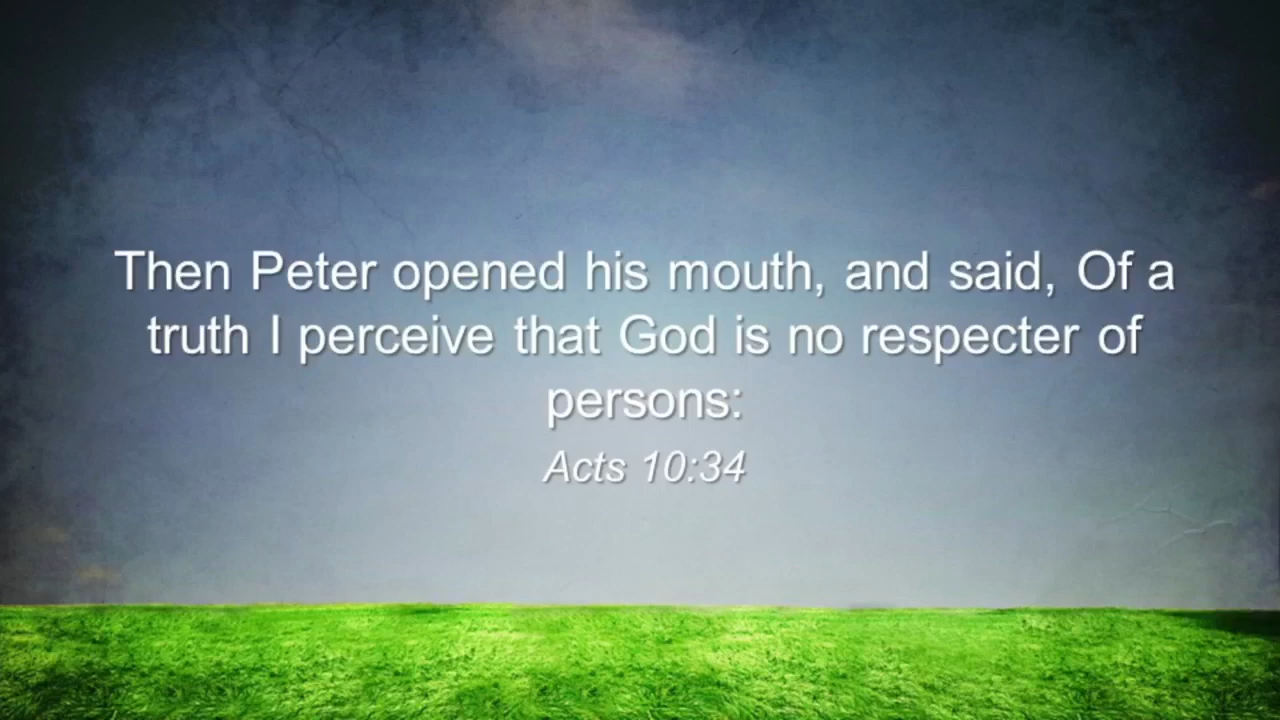 Then Peter opened his mouth, and said, Of a
truth I perceive that God is no respecter of
persons:
Acts 10:34